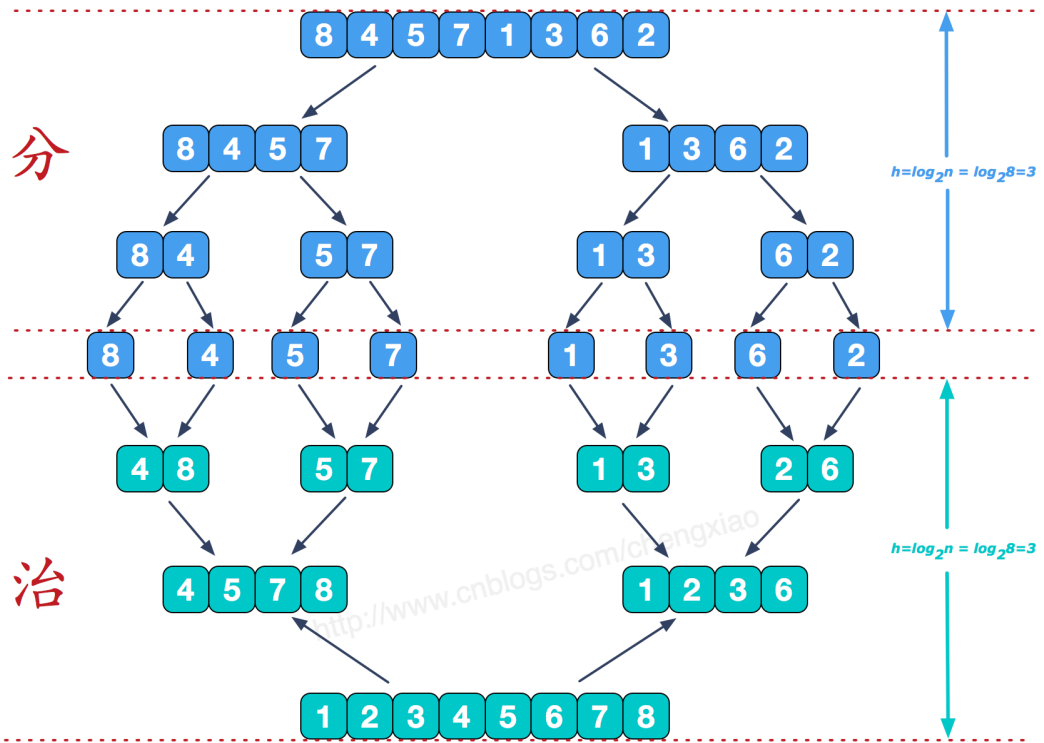 8 4 5 7 1 3 6 2
分
8 4 5 7
1 3 6 2
h=log₂n = log₂8=3
8 4
5 7
1 3
6 2
8
4
5
7
1
3
6
2
4 8
5 7
1 3
2 6
治
h=log₂n = log₂8=3
4 5 7 8
1 2 3 6
http://www.cnblogs.com/chengxiao
1 2 3 4 5 6 7 8